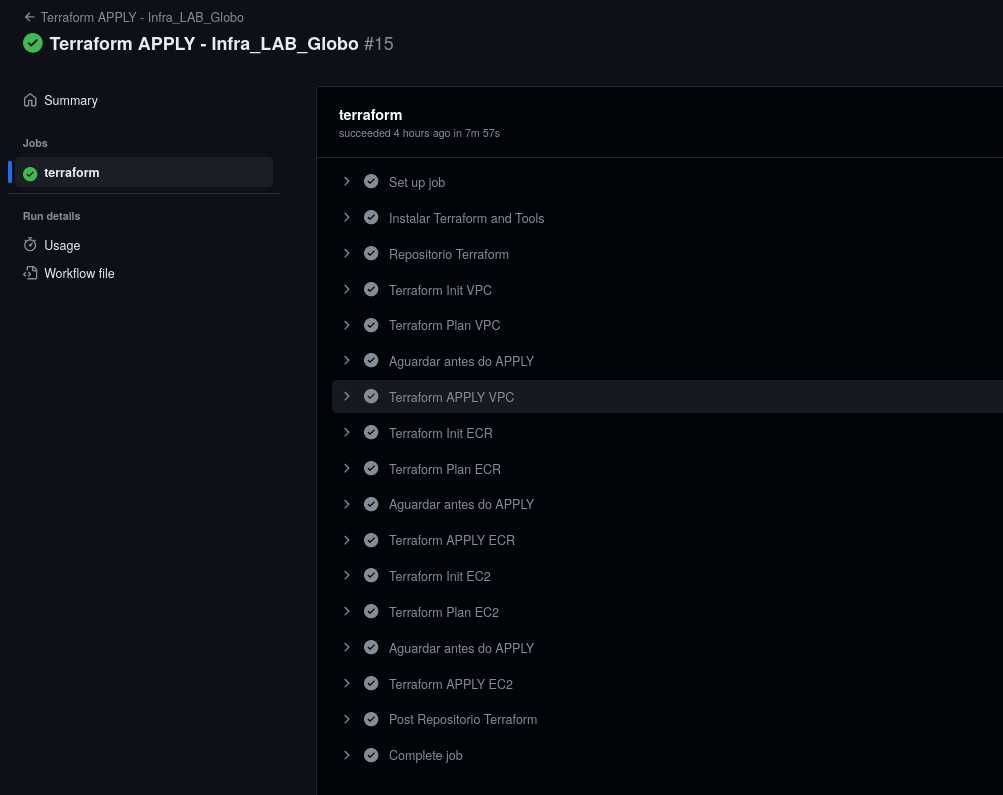 Terraform APPLY - Infra_LAB_Globo
Terraform APPLY - Infra_LAB_Globo #15
Summary
Jobs
terraform
Run details
Usage
Workflow file
terraform
succeeded 4 hours ago in 7m 57s
Set up job
Instalar Terraform and Tools
Repositorio Terraform
Terraform Init VPC
Terraform Plan VPC
Aguardar antes do APPLY
Terraform APPLY VPC
Terraform Init ECR
Terraform Plan ECR
Aguardar antes do APPLY
Terraform APPLY ECR
Terraform Init EC2
Terraform Plan EC2
Aguardar antes do APPLY
Terraform APPLY EC2
Post Repositorio Terraform
Complete job